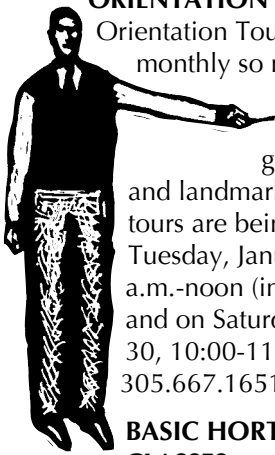 ORIENTATION
Orientation Tou
monthly so
g
and landmark
tours are bein
Tuesday, Janu
a.m.-noon (in
and on Saturd
30, 10:00-11
305.667.1651
BASIC HORT